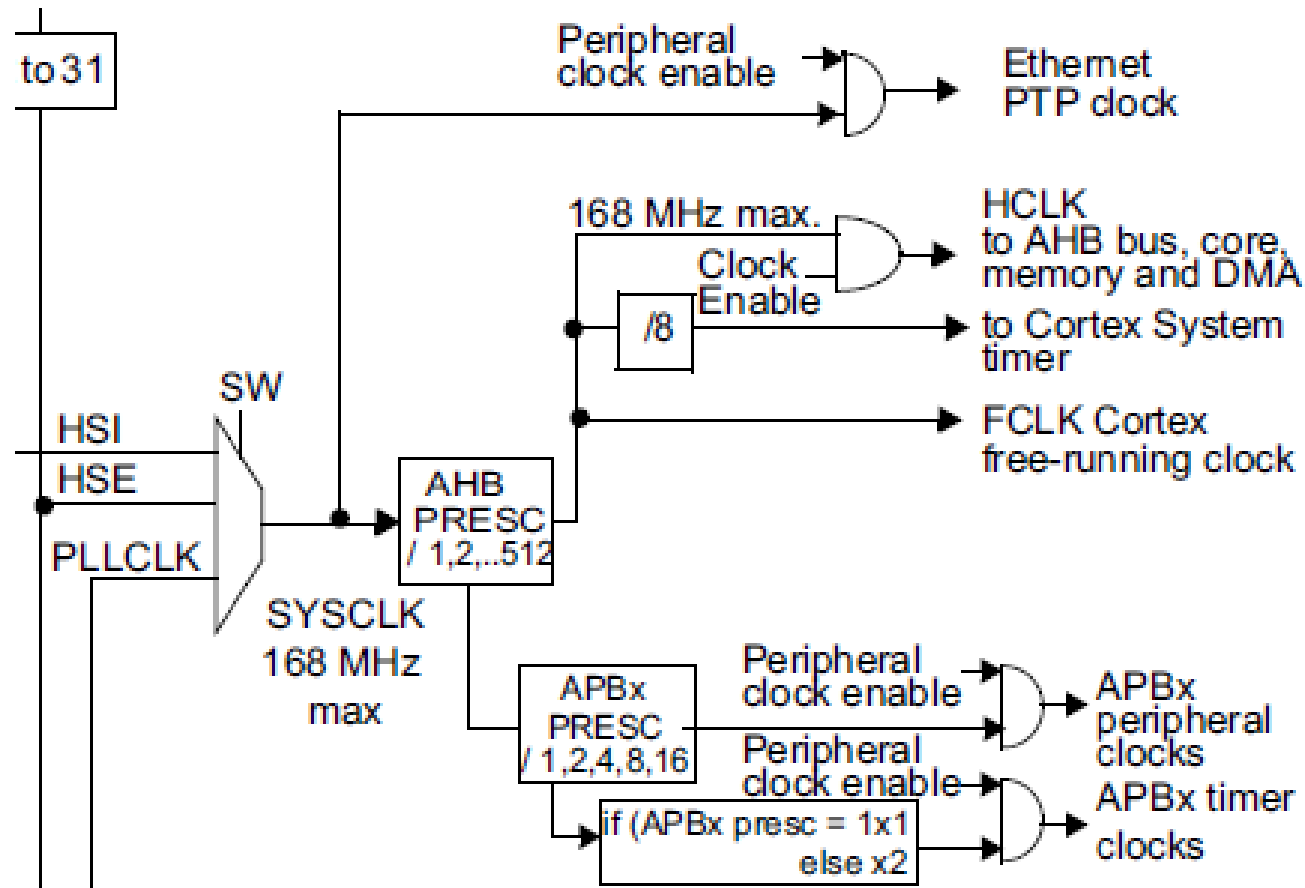 to 31
Peripheral
clock enable
Ethernet
PTP clock
168 MHz max.
Clock
Enable
HCLK
to AHB bus, core,
memory and DMA
/8
to Cortex System
timer
FCLK Cortex
free-running clock
SW
HSI
HSE
PLLCLK
SYSCLK
168 MHz
max
AHB
PRESC
/ 1,2,..512
APBx
PRESC
/ 1,2,4,8,16
Peripheral
clock enable
APBx
peripheral
clocks
Peripheral
clock enable
if (APBx presc = 1x1
else x2
APBx timer
clocks